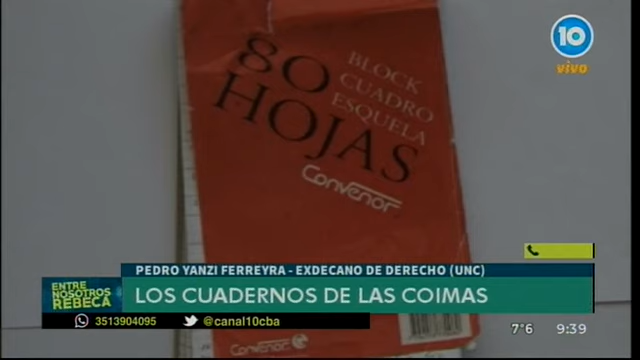 10
vivo
80
HOJAS
BLOCK
CUADRO
ESQUELA
Convenor
PEDRO YANZI FERREYRA - EXDECANO DE DERECHO (UNC)
ENTRE
NOSOTROS
REBECA
LOS CUADERNOS DE LAS COIMAS
3513904095
@canal10cba
7°6
9:39
Convenor